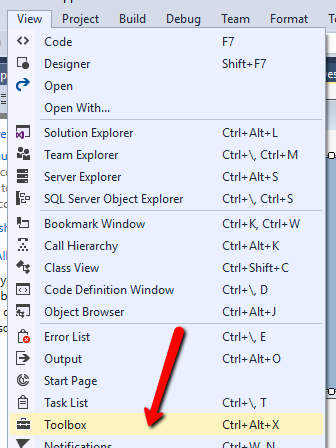 View Project Build Debug Team Format
Code F7
Designer Shift+F7
Open
Open With...
Solution Explorer Ctrl+Alt+L
Team Explorer Ctrl+\, Ctrl+M
Server Explorer Ctrl+Alt+S
SQL Server Object Explorer Ctrl+\, Ctrl+S
Bookmark Window Ctrl+K, Ctrl+W
Call Hierarchy Ctrl+Alt+K
Class View Ctrl+Shift+C
Code Definition Window Ctrl+\, D
Object Browser Ctrl+Alt+J
Error List Ctrl+\, E
Output Ctrl+Alt+O
Start Page
Task List Ctrl+\, T
Toolbox Ctrl+Alt+X
Notifications Ctrl+W, N